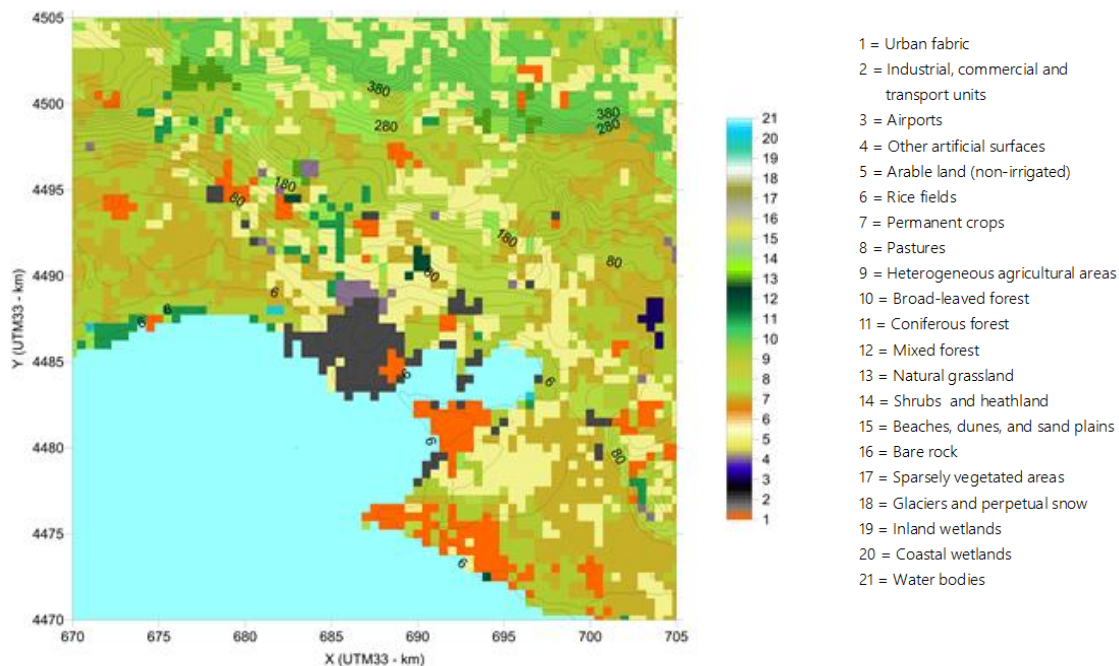 4505
4500
4495
4490
4485
4480
4475
4470
Y (UTM33 - km)
670
675
680
685
690
695
700
705
X (UTM33 - km)
380
280
380
280
180
80
180
80
80
6
6
6
6
6
6
80
6
21
20
19
18
17
16
15
14
13
12
11
10
9
8
7
6
5
4
3
2
1
1 = Urban fabric
2 = Industrial, commercial and
transport units
3 = Airports
4 = Other artificial surfaces
5 = Arable land (non-irrigated)
6 = Rice fields
7 = Permanent crops
8 = Pastures
9 = Heterogeneous agricultural areas
10 = Broad-leaved forest
11 = Coniferous forest
12 = Mixed forest
13 = Natural grassland
14 = Shrubs and heathland
15 = Beaches, dunes, and sand plains
16 = Bare rock
17 = Sparsely vegetated areas
18 = Glaciers and perpetual snow
19 = Inland wetlands
20 = Coastal wetlands
21 = Water bodies